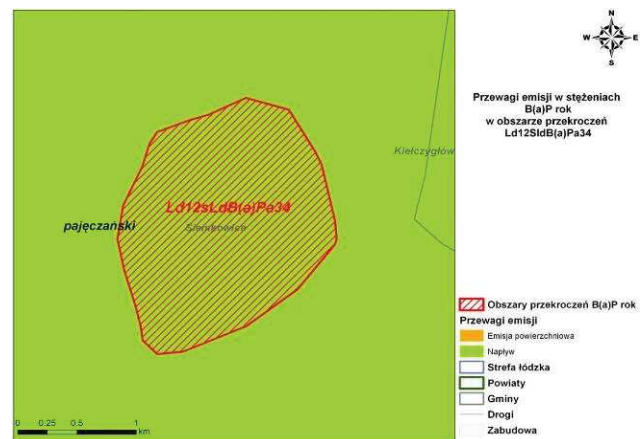 N
W E
S
Przewagi emisji w stężeniach
B(a)P rok
w obszarze przekroczeń
Ld12SldB(a)Pa34
Kiełczygłów
Ld12sLdB(a)Pa34
pajęczański
Siemkowice
Obszary przekroczeń B(a)P rok
Przewagi emisji
Emisja powierzchniowa
Napływ
Strefa łódzka
Powiaty
Gminy
Drogi
Zabudowa
0 0.25 0.5 1
km